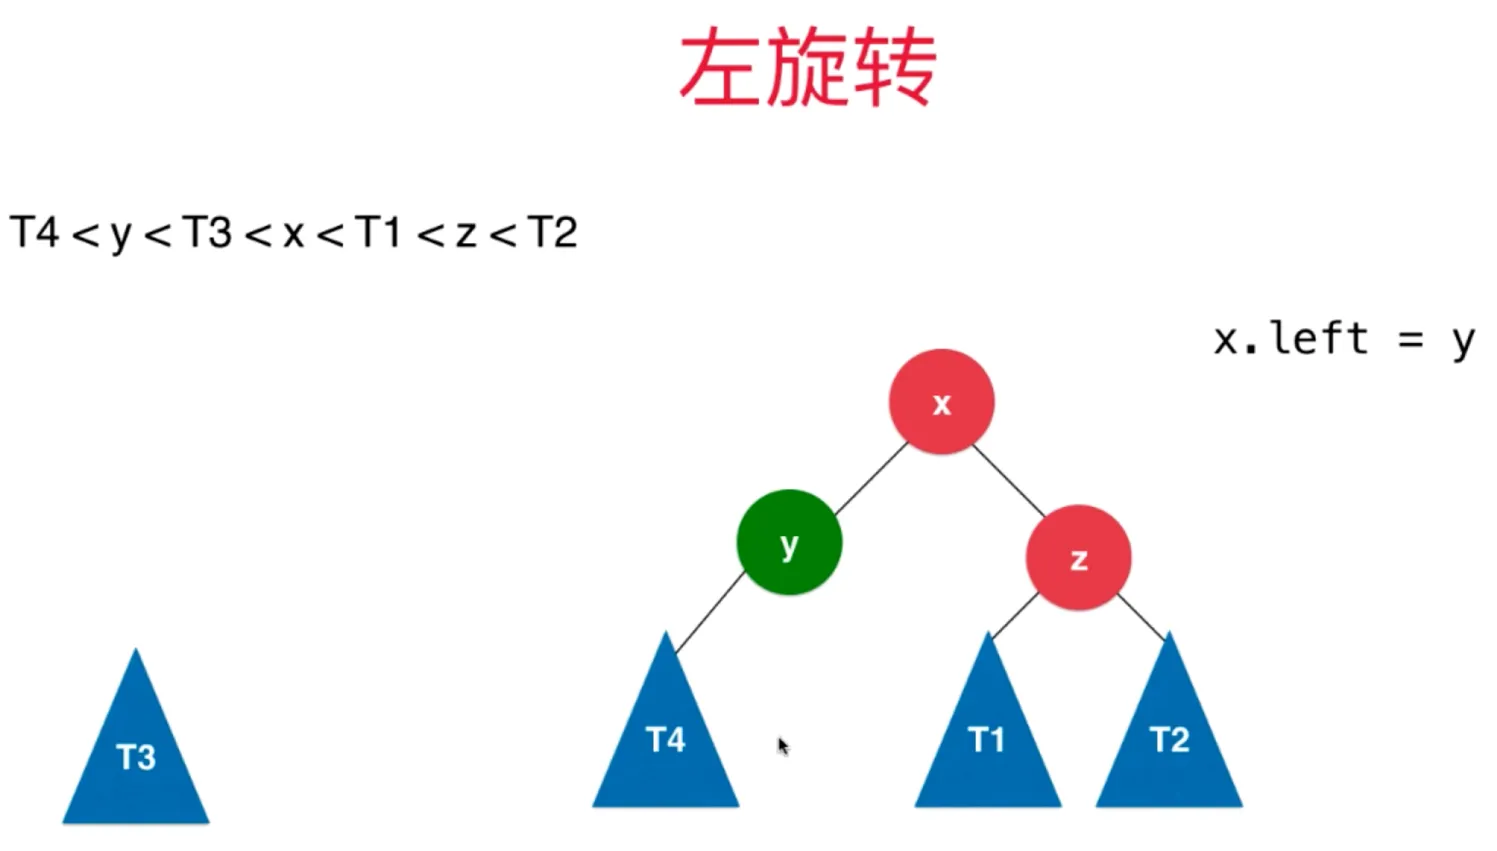 左旋转
T4 < y < T3 < x < T1 < z < T2
x.left = y
x
y
z
T3
T4
T1
T2